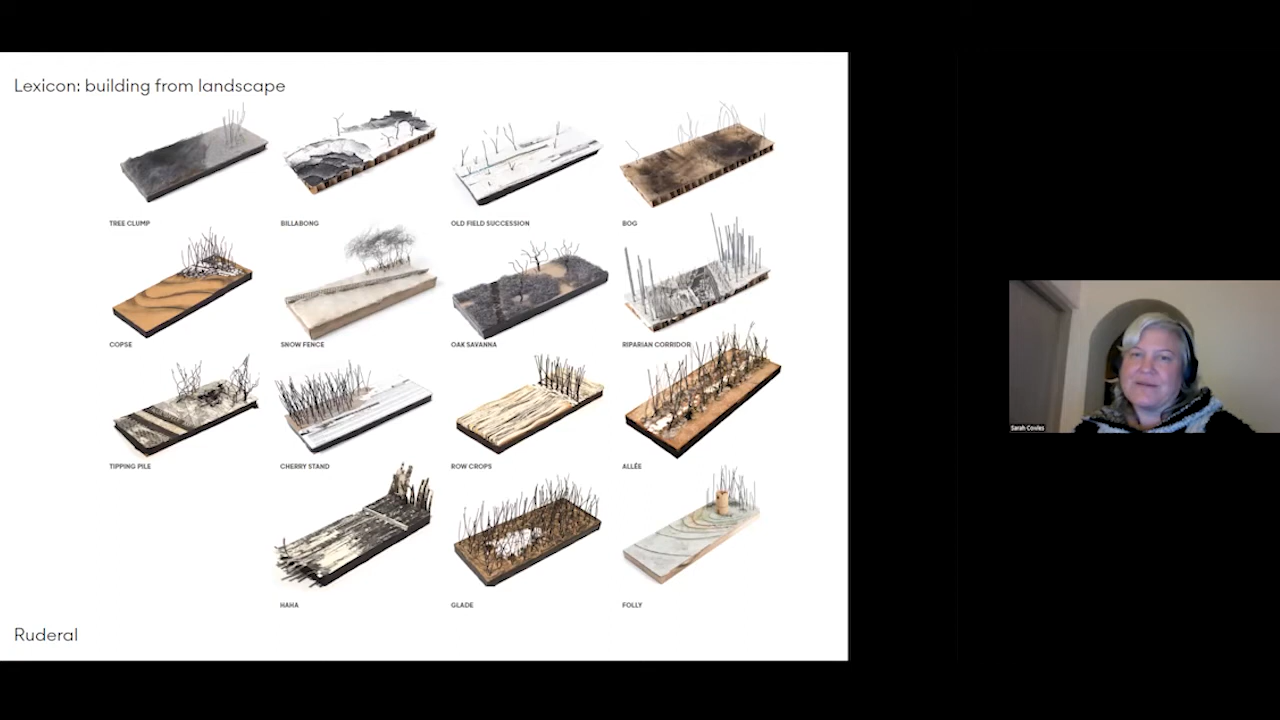 Lexicon: building from landscape
TREE CLUMP
BILLABONG
OLD FIELD SUCCESSION
BOG
COPSE
SNOW FENCE
OAK SAVANNA
RIPARIAN CORRIDOR
TIPPING PILE
CHERRY STAND
ROW CROPS
ALLÉE
HAHA
GLADE
FOLLY
Ruderal
Sarah Cowles